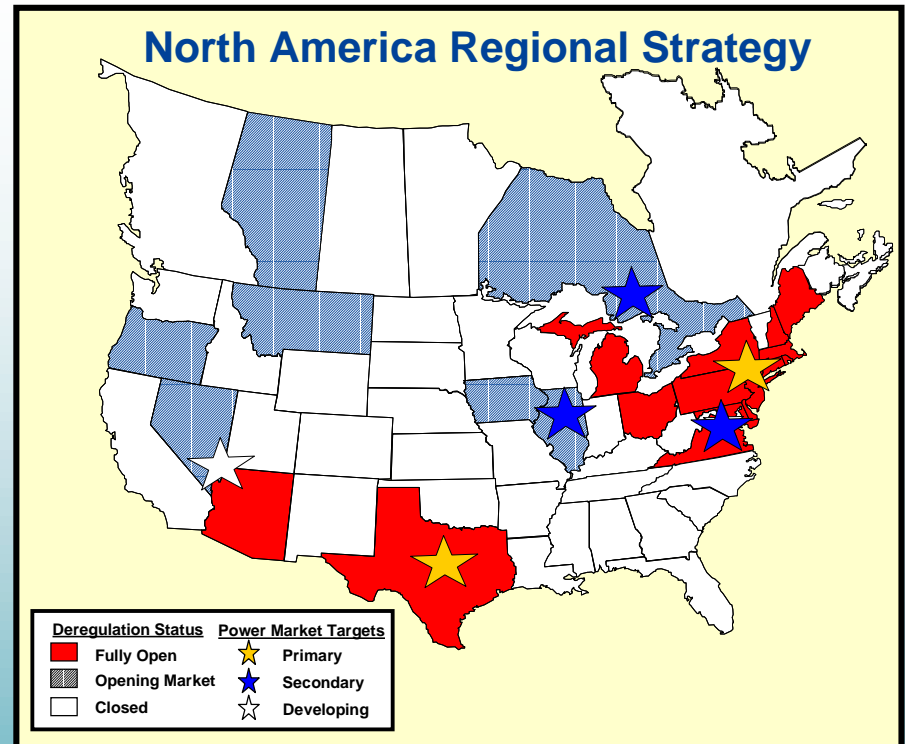 North America Regional Strategy
Deregulation Status Power Market Targets
Fully Open Primary
Opening Market Secondary
Closed Developing